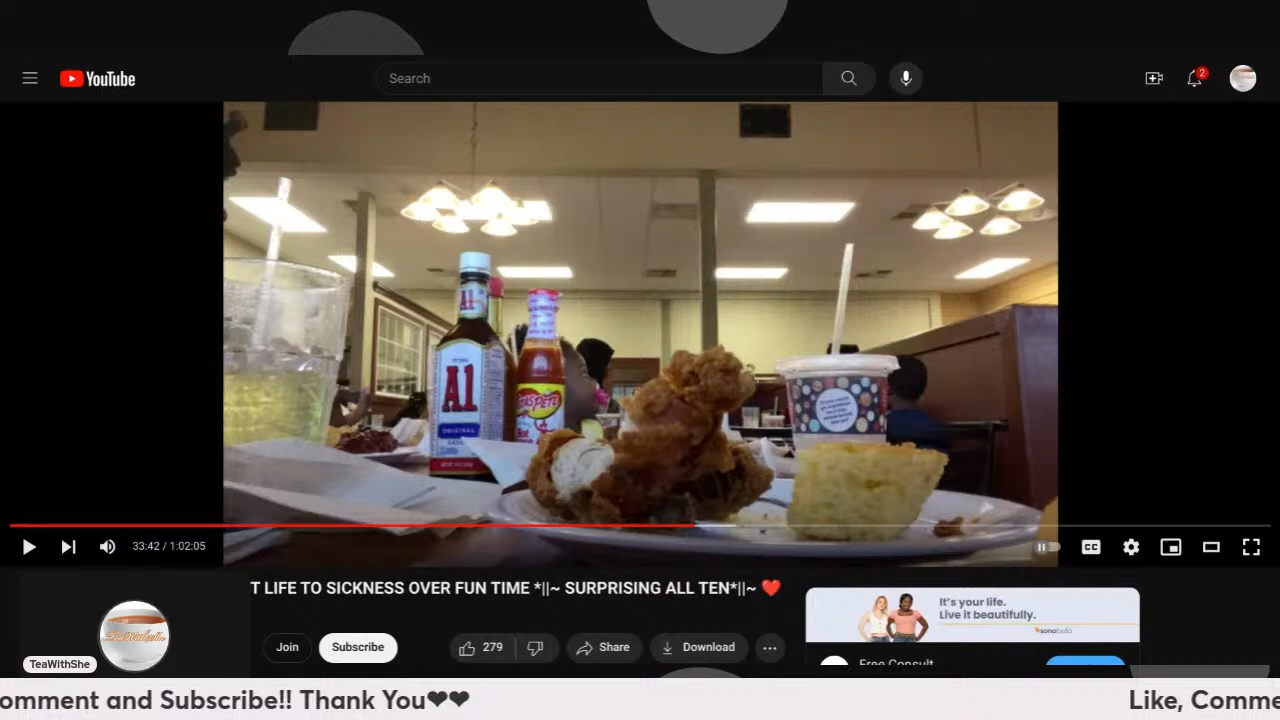 YouTube
Search
2
A1
ORIGINAL
33:42 / 1:02:05
CC
T LIFE TO SICKNESS OVER FUN TIME *||~ SURPRISING ALL TEN*||~ ❤️
It's your life.
Live it beautifully.
sonobello
TeaWithShe
Join
Subscribe
279
Share
Download
Free Consult
omment and Subscribe!! Thank You❤❤
Like, Comme